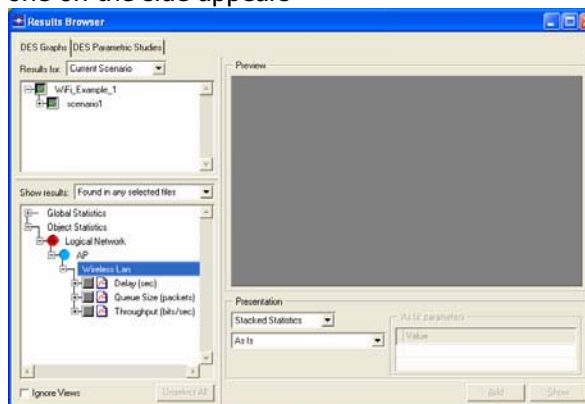 one on the side appears
Results Browser
DES Graphs DES Parametric Studies
Results for: Current Scenario
WiFi_Example_1
scenario1
Show results: Found in any selected files
Global Statistics
Object Statistics
Logical Network
AP
Wireless Lan
Delay (sec)
Queue Size (packets)
Throughput (bits/sec)
Ignore Views
Unselect All
Preview
Presentation
Stacked Statistics
As Is
'As Is' parameters
Value
Add
Show